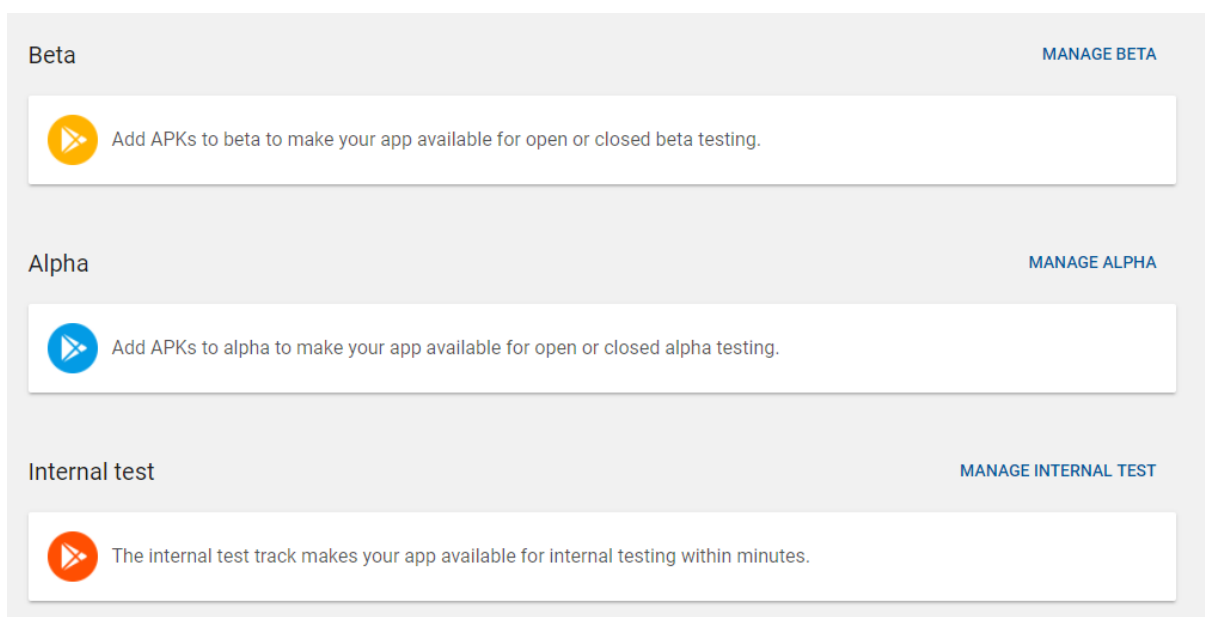 Beta
MANAGE BETA
Add APKs to beta to make your app available for open or closed beta testing.
Alpha
MANAGE ALPHA
Add APKs to alpha to make your app available for open or closed alpha testing.
Internal test
MANAGE INTERNAL TEST
The internal test track makes your app available for internal testing within minutes.